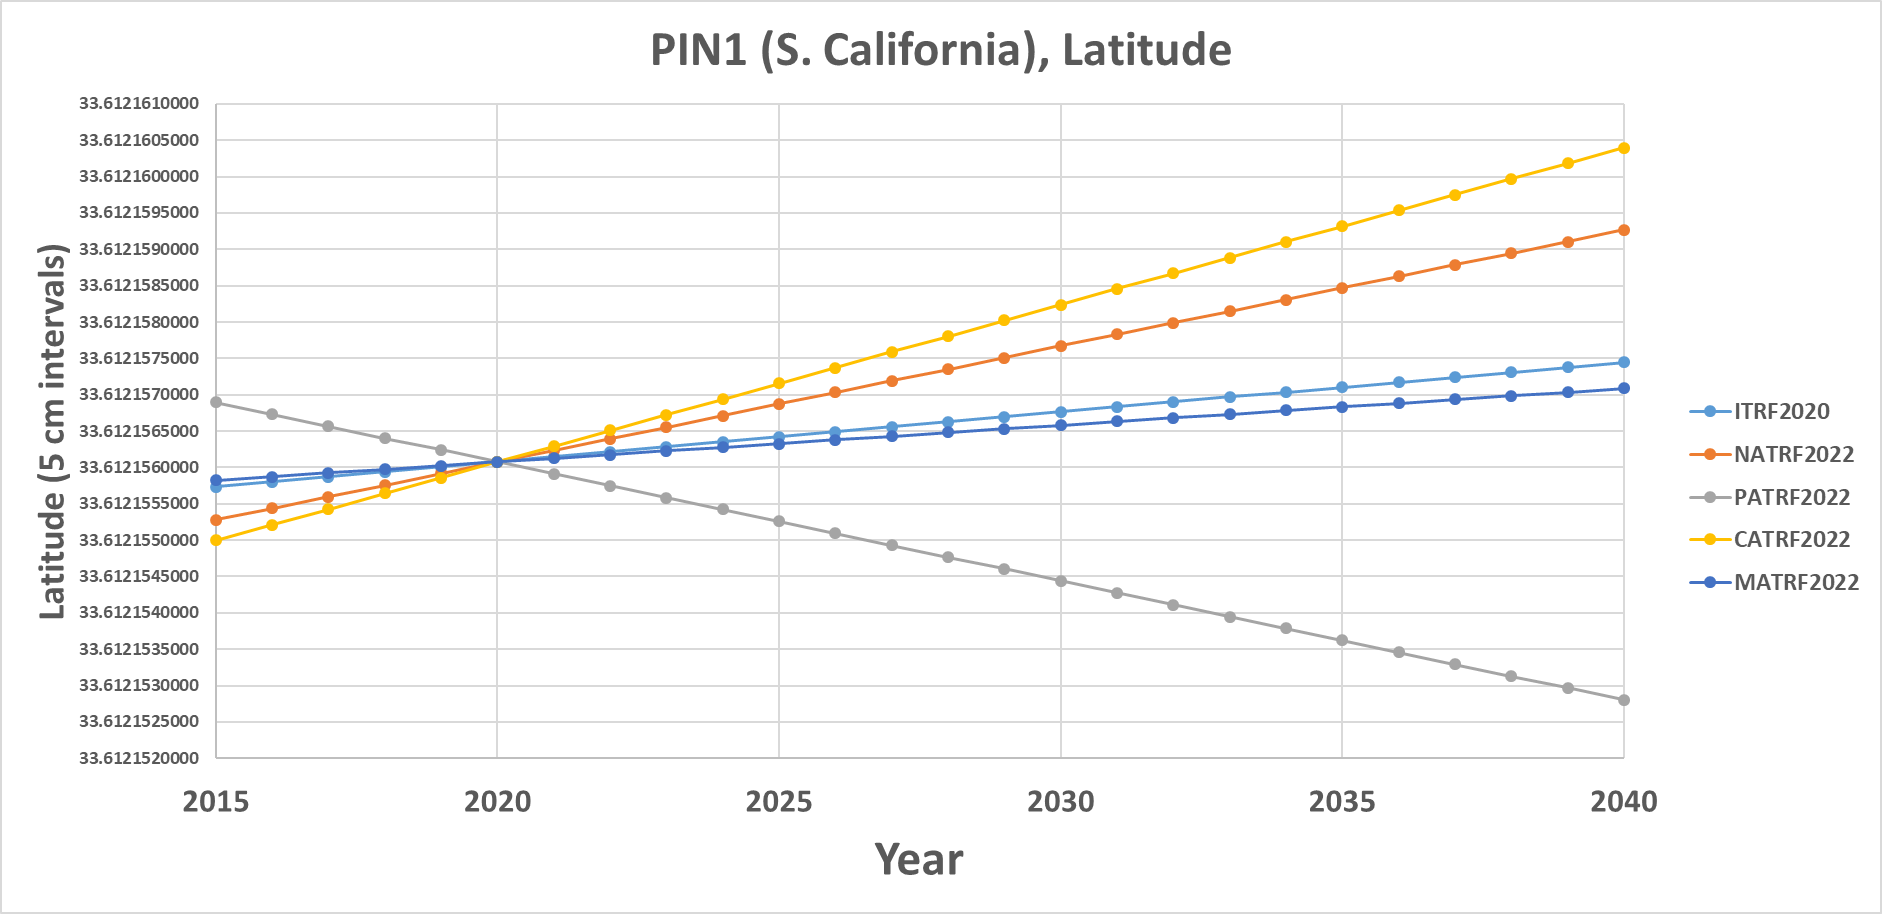 PIN1 (S. California), Latitude
Latitude (5 cm intervals)
33.6121610000
33.6121605000
33.6121600000
33.6121595000
33.6121590000
33.6121585000
33.6121580000
33.6121575000
33.6121570000
33.6121565000
33.6121560000
33.6121555000
33.6121550000
33.6121545000
33.6121540000
33.6121535000
33.6121530000
33.6121525000
33.6121520000
2015 2020 2025 2030 2035 2040
Year
ITRF2020
NATRF2022
PATRF2022
CATRF2022
MATRF2022